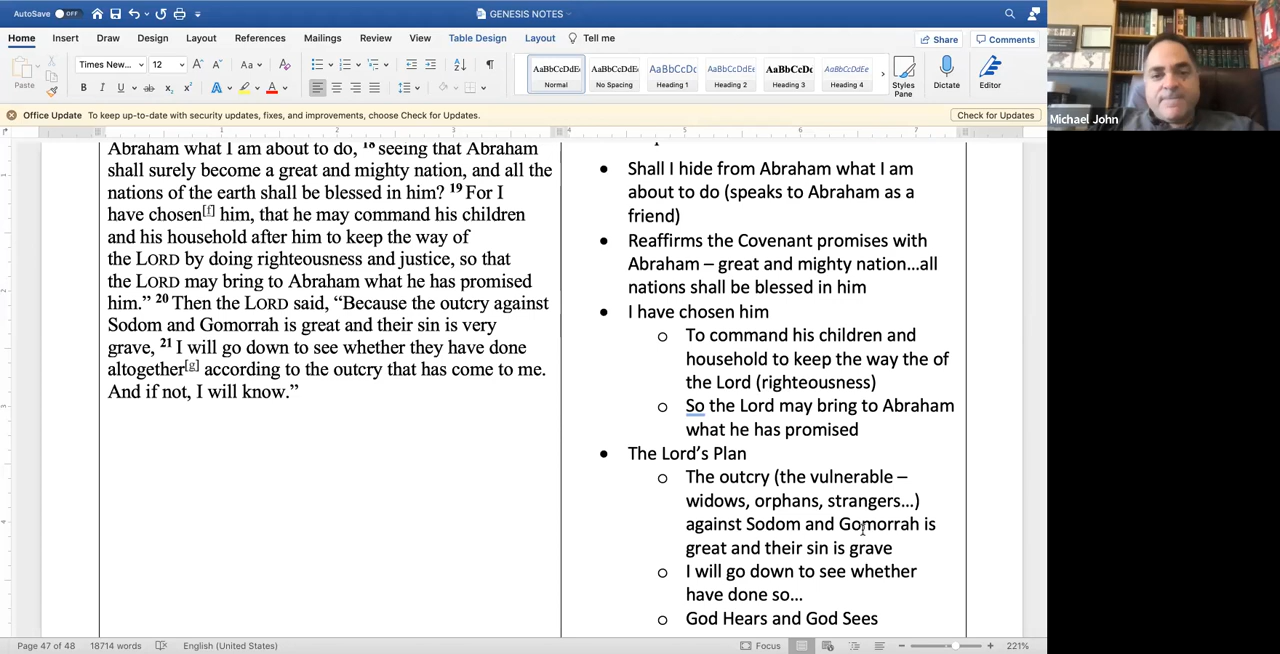 AutoSave OFF
GENESIS NOTES
Home Insert Draw Design Layout References Mailings Review View Table Design Layout Tell me
Share Comments
Paste
Times New... 12
Aa
AaBbCcDdEe AaBbCcDdEe AaBbCcDc AaBbCcDdEe AaBbCcDc AaBbCcDdEe
Normal No Spacing Heading 1 Heading 2 Heading 3 Heading 4
Styles Pane
Dictate
Editor
Office Update To keep up-to-date with security updates, fixes, and improvements, choose Check for Updates.
Check for Updates
Michael John
1 2 3 4 5 6 7
Abraham what I am about to do, 18 seeing that Abraham
shall surely become a great and mighty nation, and all the
nations of the earth shall be blessed in him? 19 For I
have chosen[f] him, that he may command his children
and his household after him to keep the way of
the LORD by doing righteousness and justice, so that
the LORD may bring to Abraham what he has promised
him.” 20 Then the LORD said, “Because the outcry against
Sodom and Gomorrah is great and their sin is very
grave, 21 I will go down to see whether they have done
altogether[g] according to the outcry that has come to me.
And if not, I will know.”
• Shall I hide from Abraham what I am
about to do (speaks to Abraham as a
friend)
• Reaffirms the Covenant promises with
Abraham – great and mighty nation…all
nations shall be blessed in him
• I have chosen him
o To command his children and
household to keep the way the of
the Lord (righteousness)
o So the Lord may bring to Abraham
what he has promised
• The Lord’s Plan
o The outcry (the vulnerable –
widows, orphans, strangers…)
against Sodom and Gomorrah is
great and their sin is grave
o I will go down to see whether
have done so…
o God Hears and God Sees
Page 47 of 48 18714 words English (United States)
Focus
221%